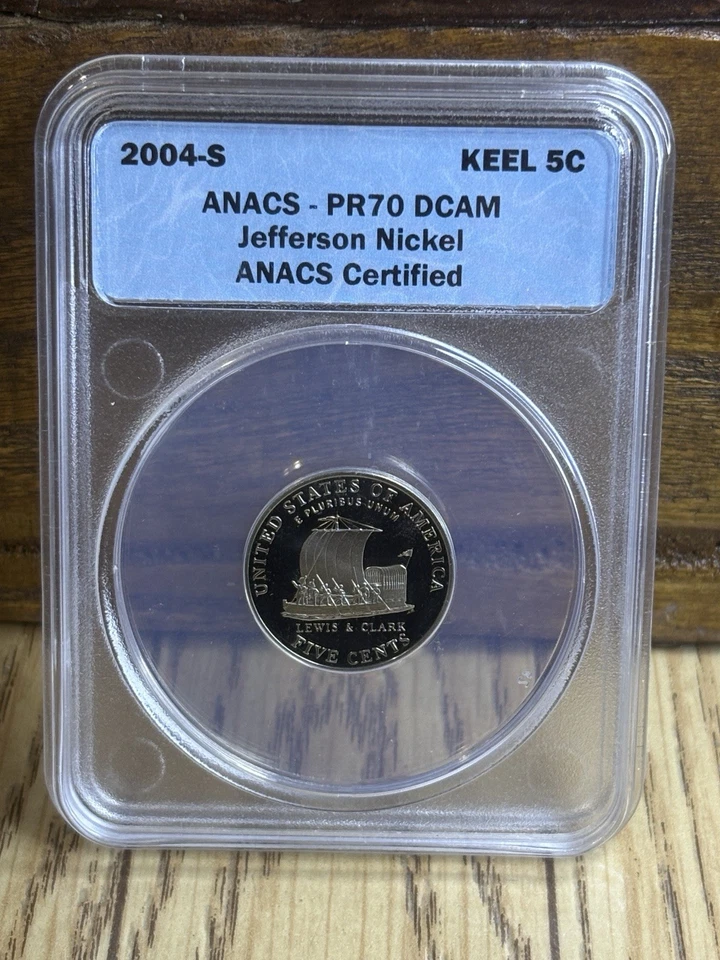 2004-S KEEL 5C
ANACS - PR70 DCAM
Jefferson Nickel
ANACS Certified
UNITED STATES OF AMERICA
E PLURIBUS UNUM
LEWIS & CLARK
FIVE CENTS